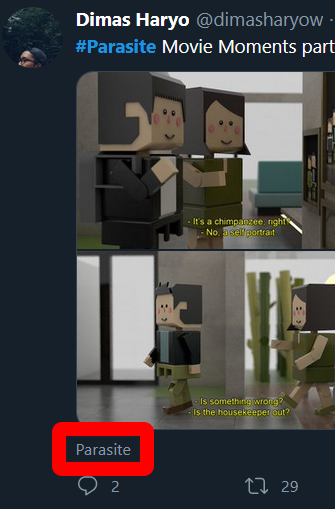 Dimas Haryo @dimasharyow ·
#Parasite Movie Moments part
- It's a chimpanzee, right?
- No, a self portrait.
- Is something wrong?
- Is the housekeeper out?
Parasite
2 29